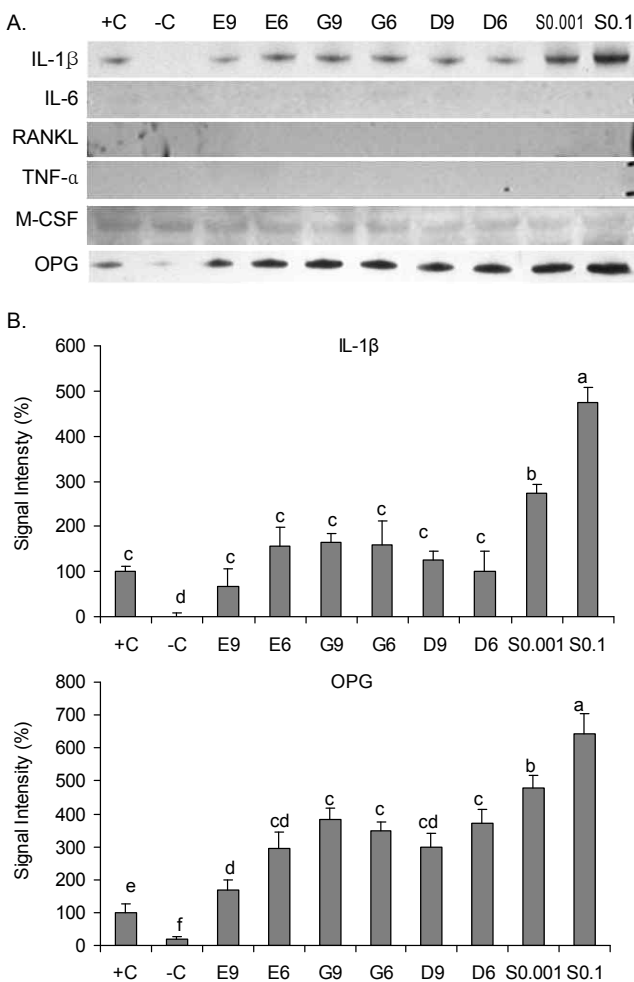 A.
+C -C E9 E6 G9 G6 D9 D6 S0.001 S0.1
IL-1β
IL-6
RANKL
TNF-α
M-CSF
OPG
B.
IL-1β
Signal Intensty (%)
600
500
400
300
200
100
0
c d c c c c c c b a
+C -C E9 E6 G9 G6 D9 D6 S0.001 S0.1
OPG
Signal Intensity (%)
800
700
600
500
400
300
200
100
0
e f d cd c c cd c b a
+C -C E9 E6 G9 G6 D9 D6 S0.001 S0.1